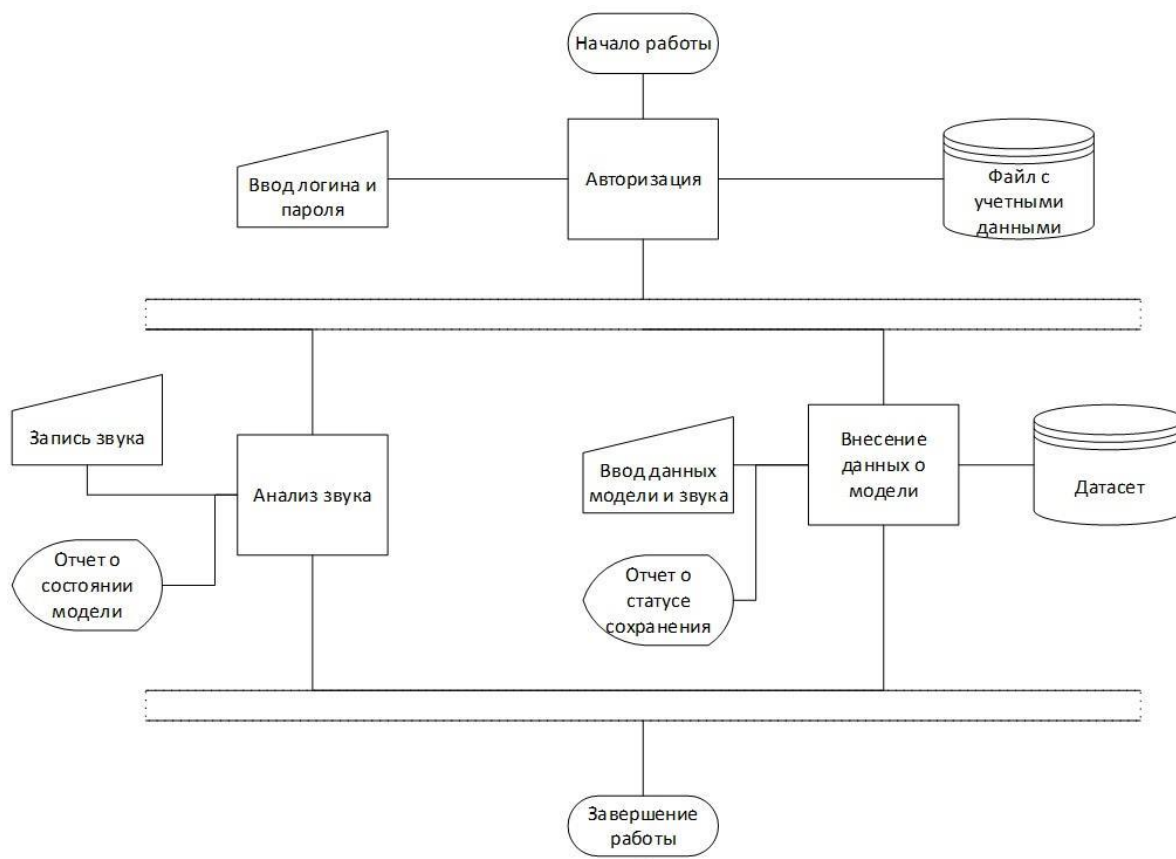 Начало работы
Ввод логина и
пароля
Авторизация
Файл с
учетными
данными
Запись звука
Анализ звука
Отчет о
состоянии
модели
Ввод данных
модели и звука
Внесение
данных о
модели
Датасет
Отчет о
статусе
сохранения
Завершение
работы